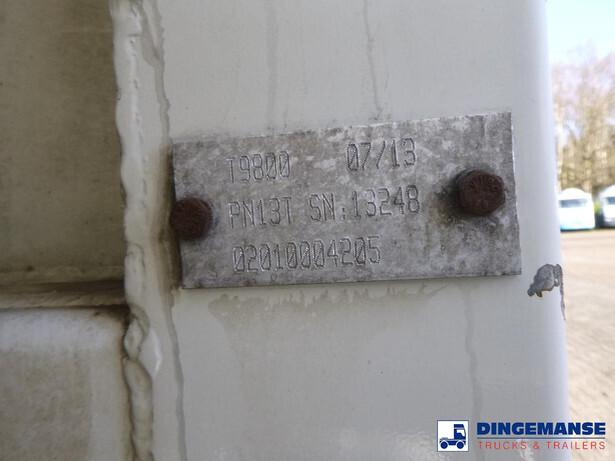 T9800 07/13
PN13T SN:13248
02010004205
DINGEMANSE
TRUCKS & TRAILERS